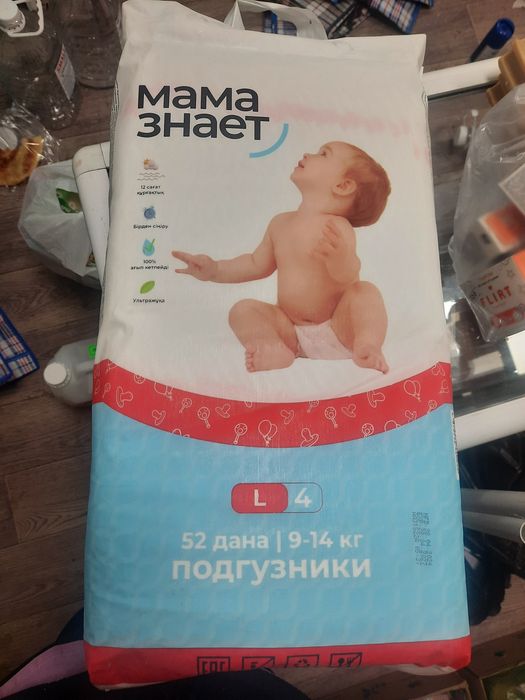 мама
знает
12 сағат
құрғақтық
Бірден сіңіру
100%
ағып кетпейді
Ультражұқа
L 4
52 дана | 9-14 кг
подгузники
FLIRT